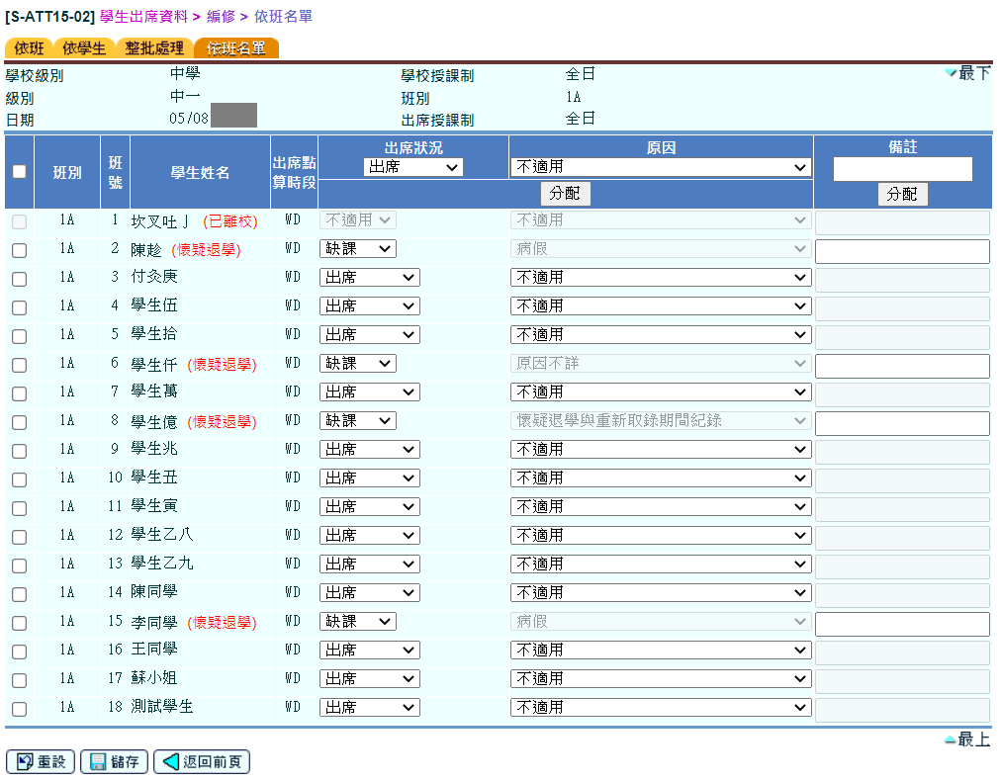 [S-ATT15-02] 學生出席資料 > 編修 > 依班名單
依班 依學生 整批處理 依班名單
學校級別 中學 學校授課制 全日 最下
級別 中一 班別 1A
日期 05/08 出席授課制 全日
班別 班號 學生姓名 出席點算時段 出席狀況 原因 備註
出席 不適用
分配 分配
1A 1 坎叉吐亅 (已離校) WD 不適用 不適用
1A 2 陳趁 (懷疑退學) WD 缺課 病假
1A 3 付灸庚 WD 出席 不適用
1A 4 學生伍 WD 出席 不適用
1A 5 學生拾 WD 出席 不適用
1A 6 學生仟 (懷疑退學) WD 缺課 原因不詳
1A 7 學生萬 WD 出席 不適用
1A 8 學生億 (懷疑退學) WD 缺課 懷疑退學與重新取錄期間紀錄
1A 9 學生兆 WD 出席 不適用
1A 10 學生丑 WD 出席 不適用
1A 11 學生寅 WD 出席 不適用
1A 12 學生乙八 WD 出席 不適用
1A 13 學生乙九 WD 出席 不適用
1A 14 陳同學 WD 出席 不適用
1A 15 李同學 (懷疑退學) WD 缺課 病假
1A 16 王同學 WD 出席 不適用
1A 17 蘇小姐 WD 出席 不適用
1A 18 測試學生 WD 出席 不適用
最上
重設 儲存 返回前頁